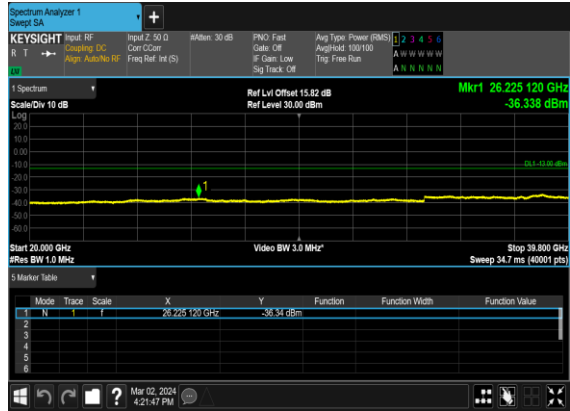 Spectrum Analyzer 1
Swept SA
+
KEYSIGHT Input: RF Input Z: 50 Ω #Atten: 30 dB PNO: Fast Avg Type: Power (RMS) 1 2 3 4 5 6
R T Coupling: DC Corr CCorr Gate: Off Avg|Hold: 100/100 A W W W W W
Align: Auto/No RF Freq Ref: Int (S) IF Gain: Low Trig: Free Run
Sig Track: Off A N N N N N
LW
1 Spectrum Ref Lvl Offset 15.82 dB Mkr1 26.225 120 GHz
Scale/Div 10 dB Ref Level 30.00 dBm -36.338 dBm
Log
20.0
10.0
0.00
-10.0 DL1 -13.00 dBm
-20.0
-30.0 1
-40.0
-50.0
-60.0
Start 20.000 GHz Video BW 3.0 MHz* Stop 39.800 GHz
#Res BW 1.0 MHz Sweep 34.7 ms (40001 pts)
5 Marker Table
Mode Trace Scale X Y Function Function Width Function Value
1 N 1 f 26.225 120 GHz -36.34 dBm
2
3
4
5
6
? Mar 02, 2024
4:21:47 PM